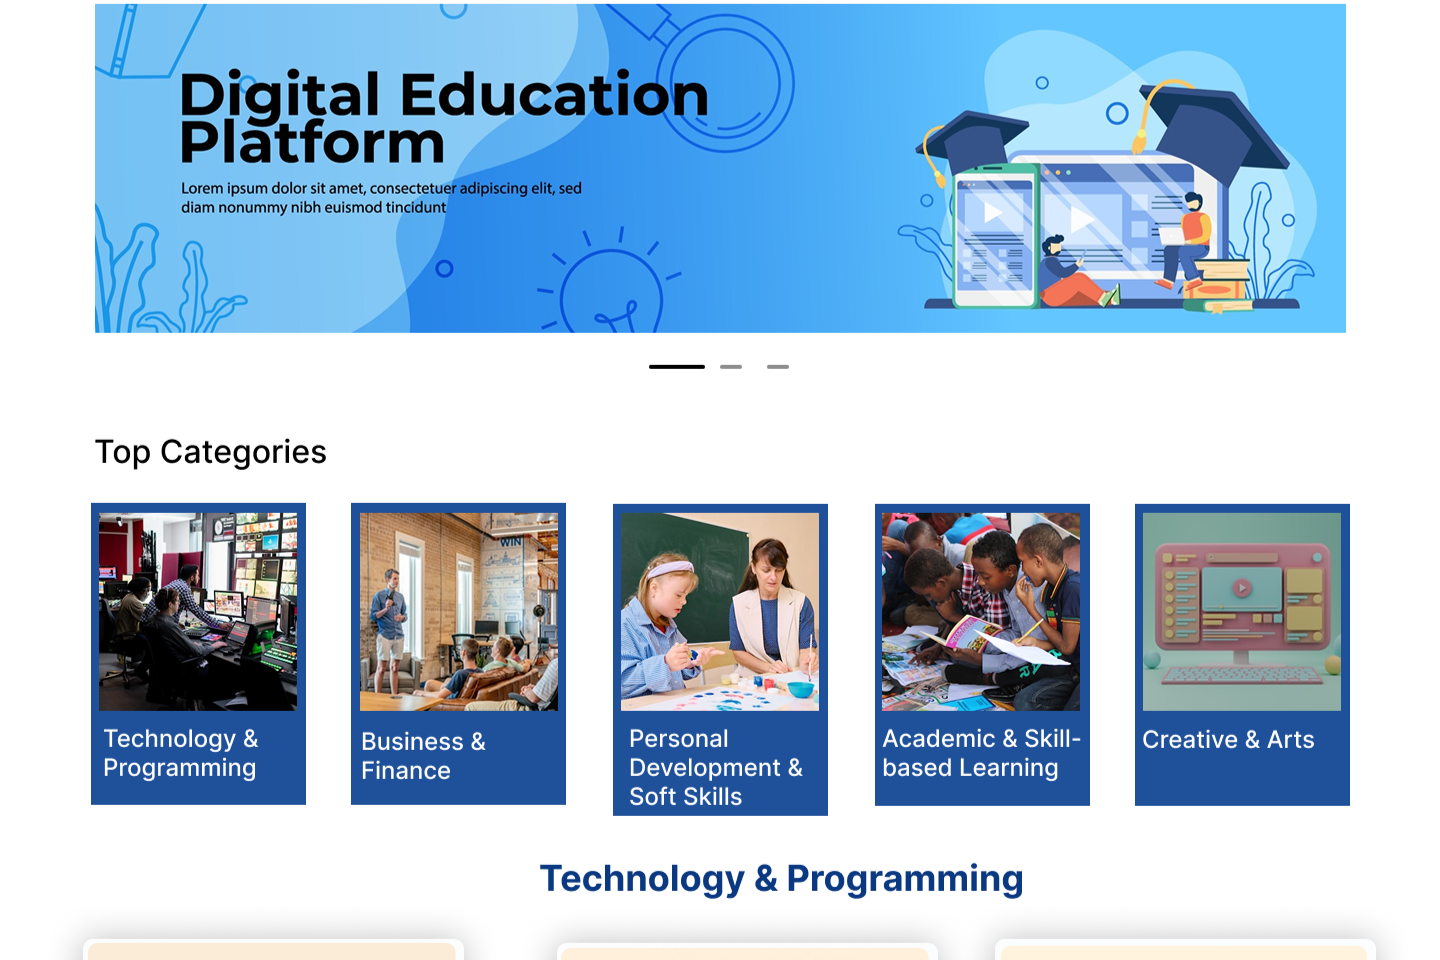 Digital Education
Platform
Lorem ipsum dolor sit amet, consectetuer adipiscing elit, sed
diam nonummy nibh euismod tincidunt
Top Categories
WIN
Technology &
Programming
Business &
Finance
Personal
Development &
Soft Skills
Academic & Skill-
based Learning
Creative & Arts
Technology & Programming